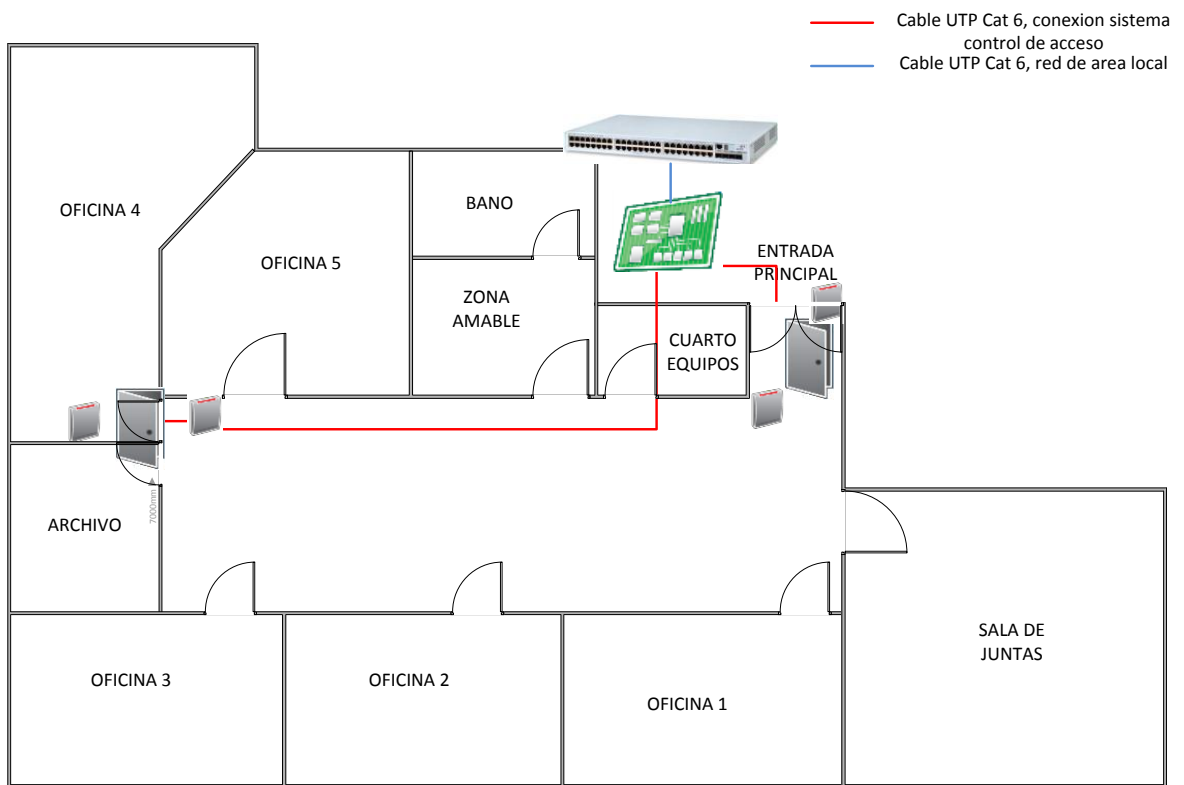 Cable UTP Cat 6, conexion sistema
control de acceso
Cable UTP Cat 6, red de area local
OFICINA 4
BANO
OFICINA 5
ENTRADA
PRINCIPAL
ZONA
AMABLE
CUARTO
EQUIPOS
ARCHIVO
7000mm
SALA DE
JUNTAS
OFICINA 3
OFICINA 2
OFICINA 1